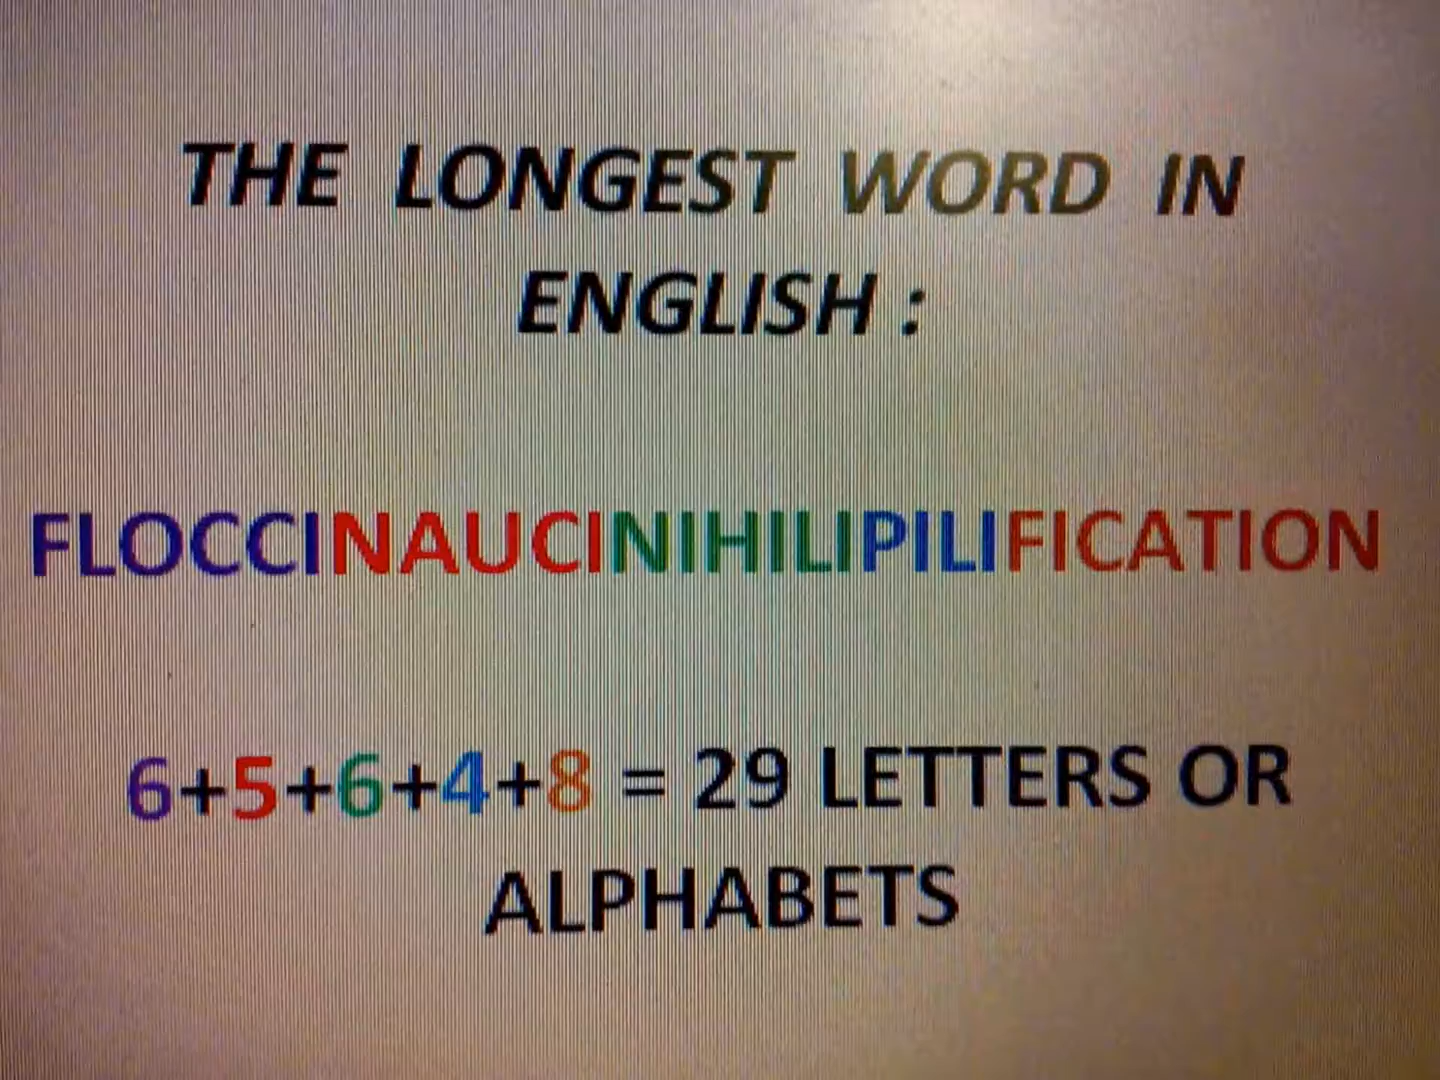 THE LONGEST WORD IN
ENGLISH :
FLOCCINAUCINIHILIPILIFICATION
6+5+6+4+8 = 29 LETTERS OR
ALPHABETS